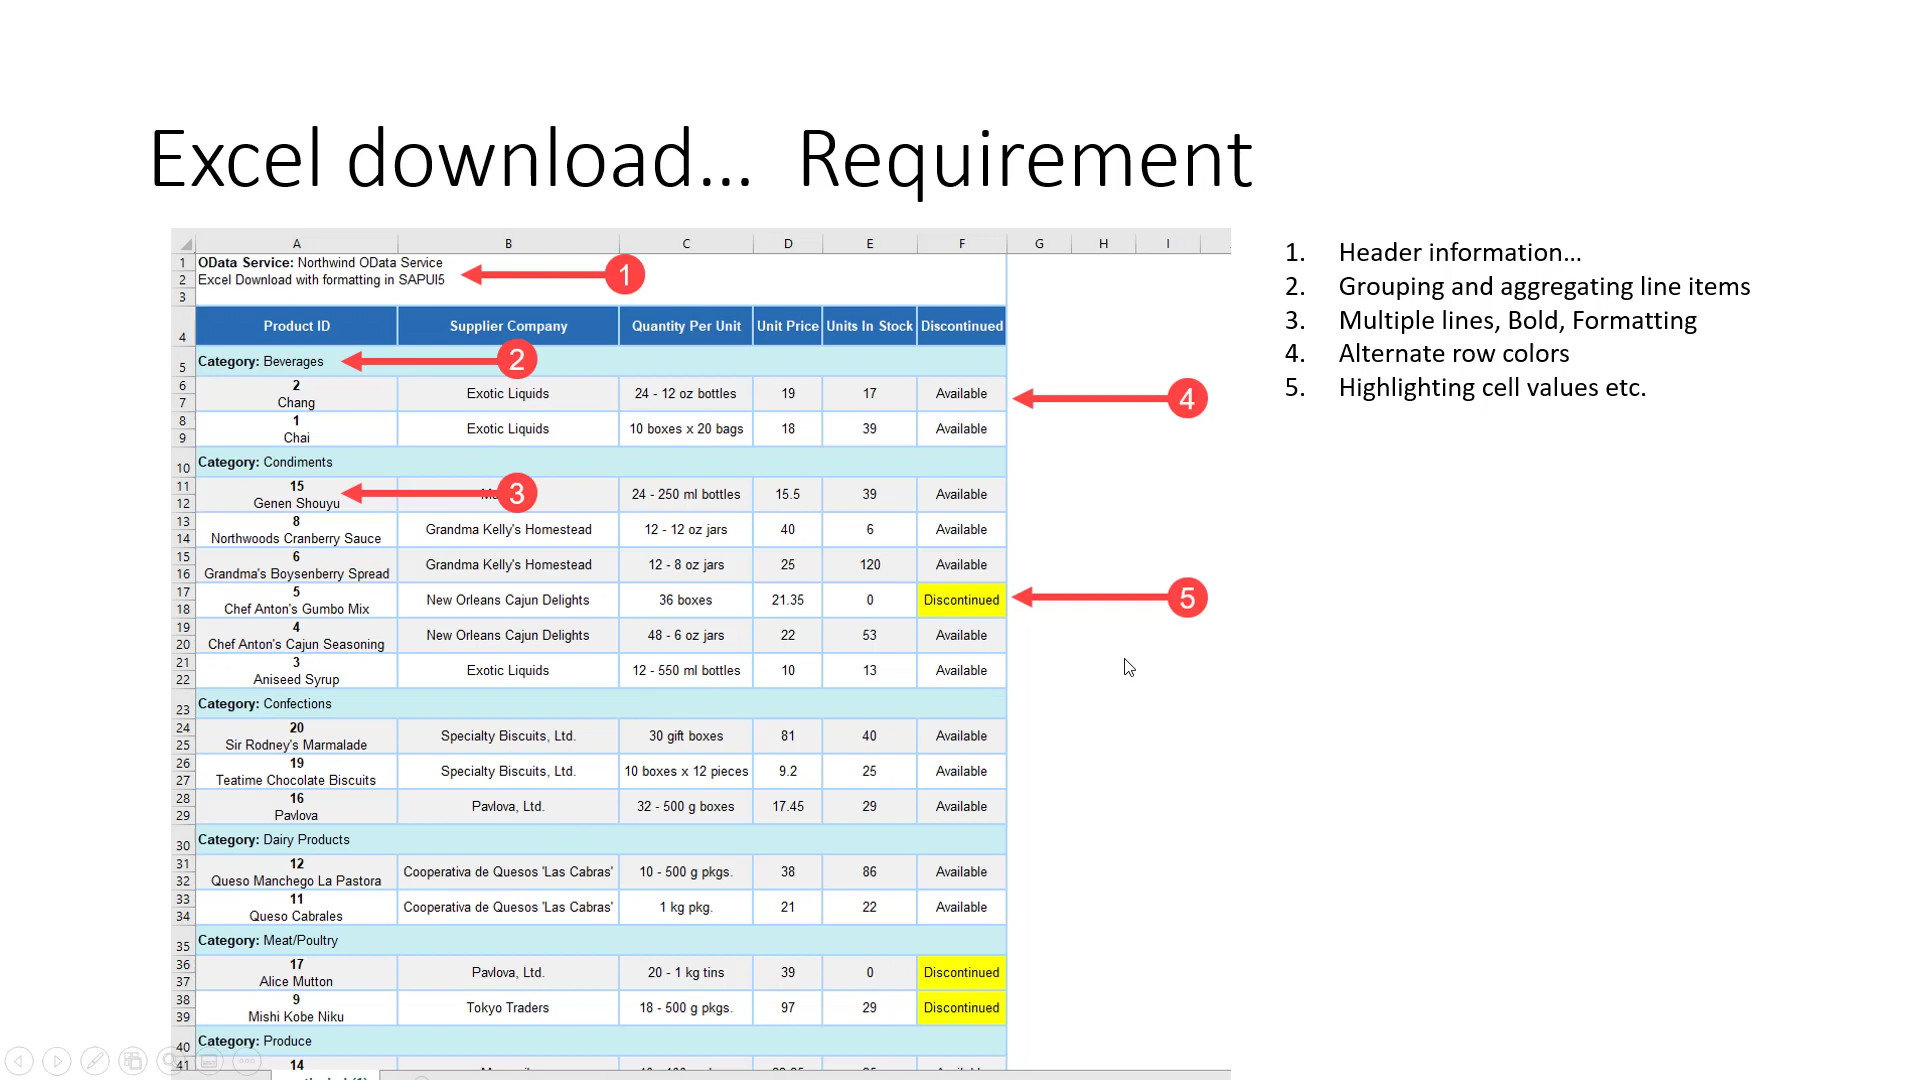 Excel download... Requirement
A B C D E F G H I
1 OData Service: Northwind OData Service
2 Excel Download with formatting in SAPUI5
3
1
4 Product ID Supplier Company Quantity Per Unit Unit Price Units In Stock Discontinued
5 Category: Beverages
2
6 2
7 Chang Exotic Liquids 24 - 12 oz bottles 19 17 Available
4
8 1
9 Chai Exotic Liquids 10 boxes x 20 bags 18 39 Available
10 Category: Condiments
11 15
12 Genen Shouyu 24 - 250 ml bottles 15.5 39 Available
3
13 8
14 Northwoods Cranberry Sauce Grandma Kelly's Homestead 12 - 12 oz jars 40 6 Available
15 6
16 Grandma's Boysenberry Spread Grandma Kelly's Homestead 12 - 8 oz jars 25 120 Available
17 5
18 Chef Anton's Gumbo Mix New Orleans Cajun Delights 36 boxes 21.35 0 Discontinued
5
19 4
20 Chef Anton's Cajun Seasoning New Orleans Cajun Delights 48 - 6 oz jars 22 53 Available
21 3
22 Aniseed Syrup Exotic Liquids 12 - 550 ml bottles 10 13 Available
23 Category: Confections
24 20
25 Sir Rodney's Marmalade Specialty Biscuits, Ltd. 30 gift boxes 81 40 Available
26 19
27 Teatime Chocolate Biscuits Specialty Biscuits, Ltd. 10 boxes x 12 pieces 9.2 25 Available
28 16
29 Pavlova Pavlova, Ltd. 32 - 500 g boxes 17.45 29 Available
30 Category: Dairy Products
31 12
32 Queso Manchego La Pastora Cooperativa de Quesos 'Las Cabras' 10 - 500 g pkgs. 38 86 Available
33 11
34 Queso Cabrales Cooperativa de Quesos 'Las Cabras' 1 kg pkg. 21 22 Available
35 Category: Meat/Poultry
36 17
37 Alice Mutton Pavlova, Ltd. 20 - 1 kg tins 39 0 Discontinued
38 9
39 Mishi Kobe Niku Tokyo Traders 18 - 500 g pkgs. 97 29 Discontinued
40 Category: Produce
41 14
1. Header information...
2. Grouping and aggregating line items
3. Multiple lines, Bold, Formatting
4. Alternate row colors
5. Highlighting cell values etc.